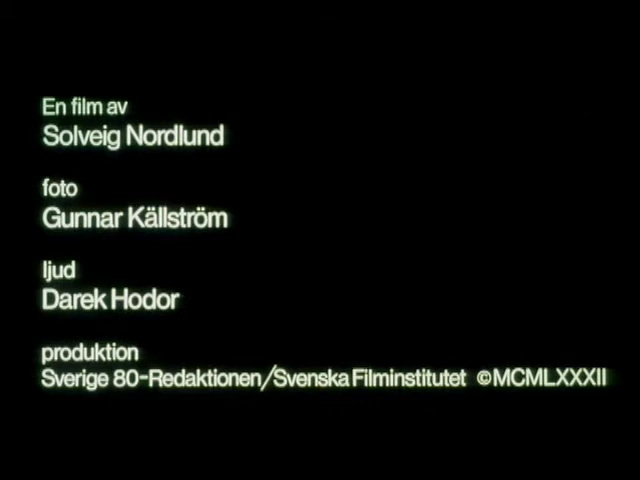 En film av
Solveig Nordlund
foto
Gunnar Källström
ljud
Darek Hodor
produktion
Sverige 80-Redaktionen/Svenska Filminstitutet ©MCMLXXXII